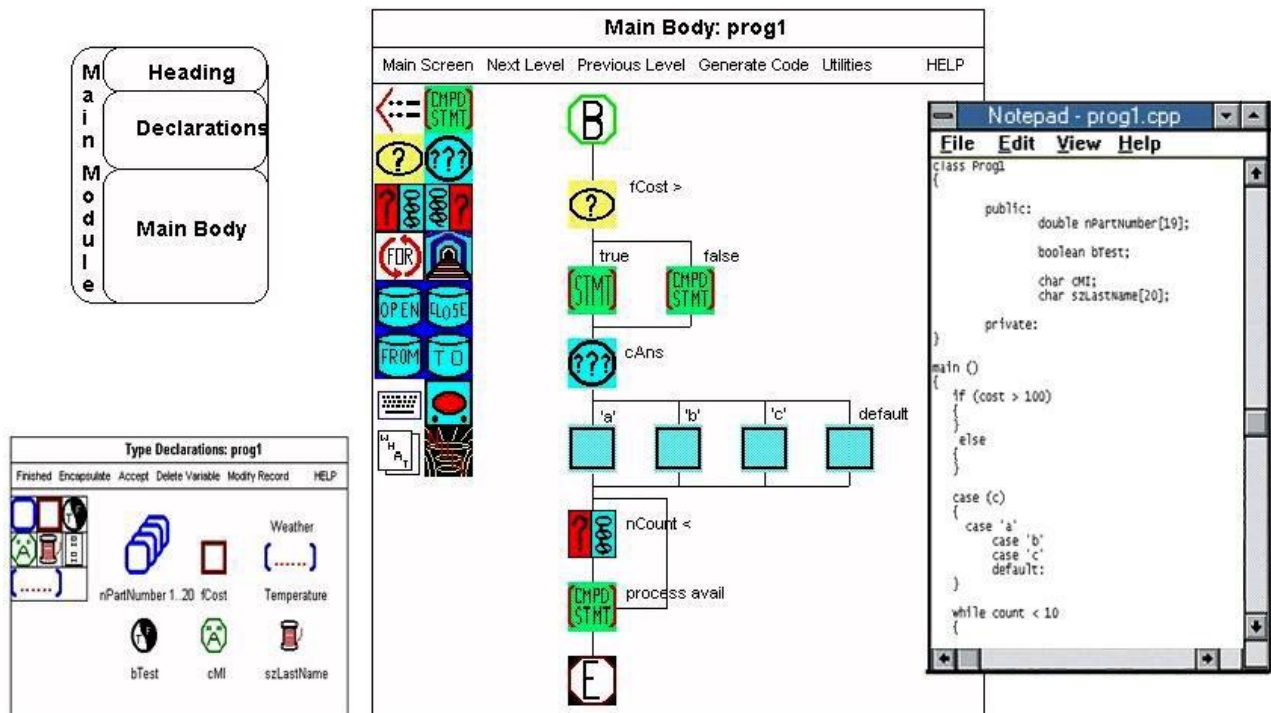 Main Module
Heading
Declarations
Main Body
Main Body: prog1
Main Screen Next Level Previous Level Generate Code Utilities HELP
CMPD
STMT
?
???
? ?
FOR
OPEN CLOSE
FROM TO
WHAT
B
? fCost >
true false
STMT
CMPD
STMT
??? cAns
'a' 'b' 'c' default
? nCount <
CMPD
STMT
process avail
E
Notepad - prog1.cpp
File Edit View Help
class Prog1
{
public:
double nPartNumber[19];
boolean bTest;
char cMI;
char szLastName[20];
private:
}
main ()
{
if (cost > 100)
{
}
else
{
}
case (c)
{
case 'a'
case 'b'
case 'c'
default:
}
while count < 10
{
Type Declarations: prog1
Finished Encapsulate Accept Delete Variable Modify Record HELP
T F
A
(......)
Weather
(......)
nPartNumber 1..20 fCost Temperature
T F
A
bTest cMI szLastName